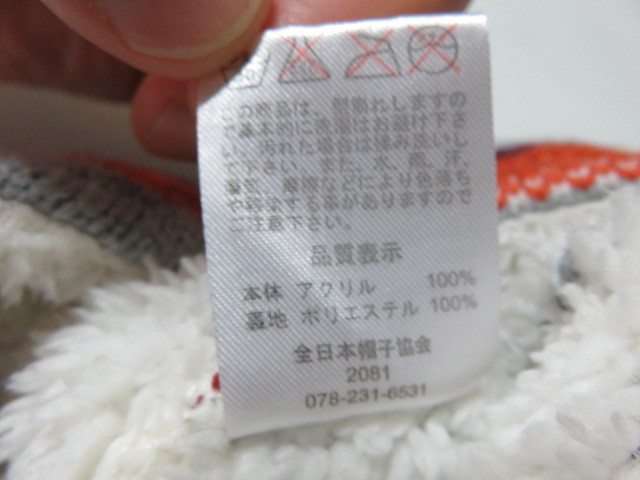 この商品は、型崩れしますの
で基本的に洗濯はお避け下さ
い。汚れた場合は揉み洗いし
て下さい。また、水、雨、汗、
湿気、摩擦などにより色落ち
や移染する事がありますので
ご注意下さい。
品質表示
本体 アクリル 100%
裏地 ポリエステル 100%
全日本帽子協会
2081
078-231-6531